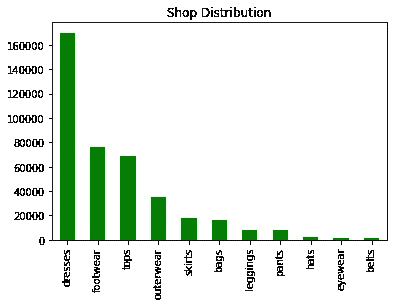 Shop Distribution
160000
140000
120000
100000
80000
60000
40000
20000
0
dresses
footwear
tops
outerwear
skirts
bags
leggings
pants
hats
eyewear
belts